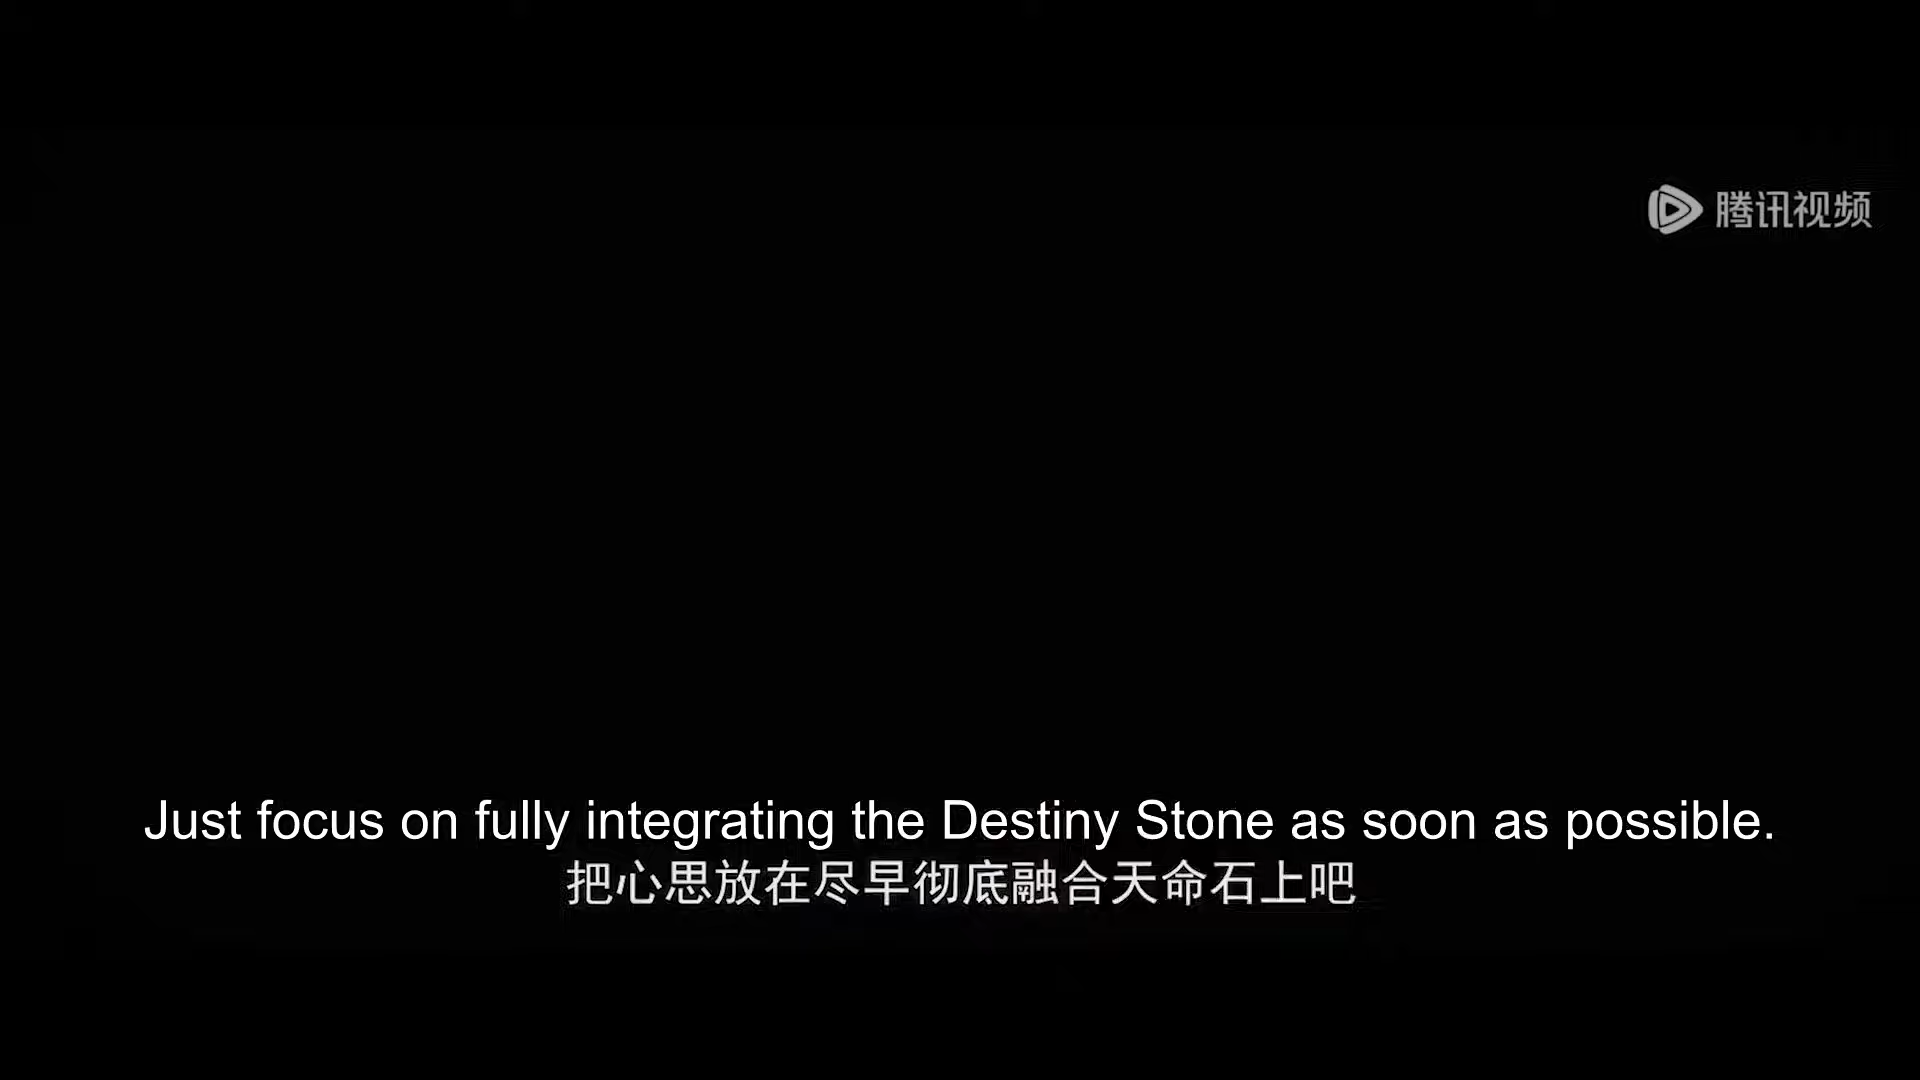 腾讯视频
Just focus on fully integrating the Destiny Stone as soon as possible.
把心思放在尽早彻底融合天命石上吧